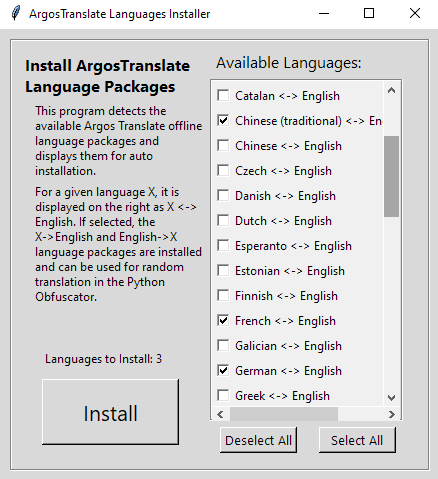 ArgosTranslate Languages Installer
Install ArgosTranslate
Language Packages
This program detects the
available Argos Translate offline
language packages and
displays them for auto
installation.
For a given language X, it is
displayed on the right as X <->
English. If selected, the
X->English and English->X
language packages are installed
and can be used for random
translation in the Python
Obfuscator.
Languages to Install: 3
Install
Available Languages:
Catalan <-> English
Chinese (traditional) <-> En
Chinese <-> English
Czech <-> English
Danish <-> English
Dutch <-> English
Esperanto <-> English
Estonian <-> English
Finnish <-> English
French <-> English
Galician <-> English
German <-> English
Greek <-> English
Deselect All
Select All